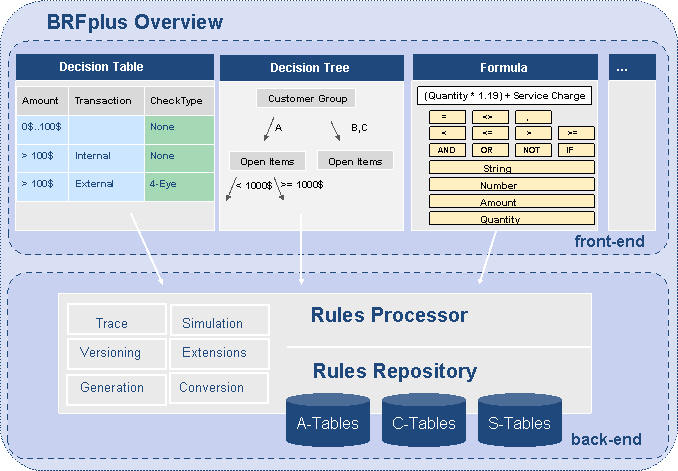 BRFplus Overview
Decision Table
Decision Tree
Formula
...
Amount Transaction CheckType
0$..100$ None
> 100$ Internal None
> 100$ External 4-Eye
Customer Group
A B,C
Open Items Open Items
< 1000$ >= 1000$
(Quantity * 1.19) + Service Charge
= <> ,
< <= > >=
AND OR NOT IF
String
Number
Amount
Quantity
front-end
Trace Simulation
Versioning Extensions
Generation Conversion
Rules Processor
Rules Repository
A-Tables C-Tables S-Tables
back-end